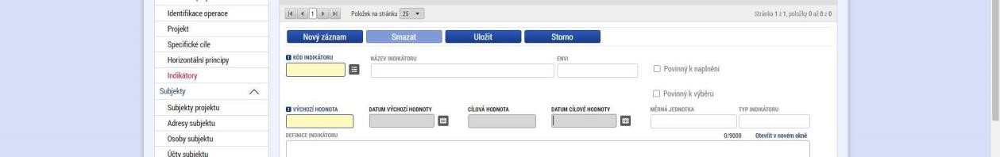 Identifikace operace
Projekt
Specifické cíle
Horizontální principy
Indikátory
Subjekty
Subjekty projektu
Adresy subjektu
Osoby subjektu
Účty subjektu
1 Položek na stránku 25 Stránka 1 z 1, položky 0 až 0 z 0
Nový záznam Smazat Uložit Storno
KÓD INDIKÁTORU NÁZEV INDIKÁTORU ENVI
Povinný k naplnění
Povinný k výběru
VÝCHOZÍ HODNOTA DATUM VÝCHOZÍ HODNOTY CÍLOVÁ HODNOTA DATUM CÍLOVÉ HODNOTY MĚRNÁ JEDNOTKA TYP INDIKÁTORU
DEFINICE INDIKÁTORU 0/9000 Otevřít v novém okně